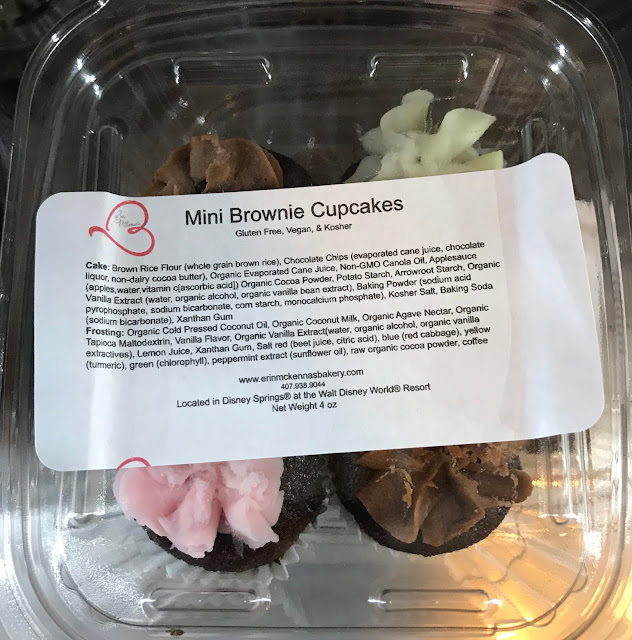 Erin McKenna's
Mini Brownie Cupcakes
Gluten Free, Vegan, & Kosher
Cake: Brown Rice Flour (whole grain brown rice), Chocolate Chips (evaporated cane juice, chocolate
liquor, non-dairy cocoa butter), Organic Evaporated Cane Juice, Non-GMO Canola Oil, Applesauce
(apples,water,vitamin c[ascorbic acid]) Organic Cocoa Powder, Potato Starch, Arrowroot Starch, Organic
Vanilla Extract (water, organic alcohol, organic vanilla bean extract), Baking Powder (sodium acid
pyrophosphate, sodium bicarbonate, corn starch, monocalcium phosphate), Kosher Salt, Baking Soda
(sodium bicarbonate), Xanthan Gum
Frosting: Organic Cold Pressed Coconut Oil, Organic Coconut Milk, Organic Agave Nectar, Organic
Tapioca Maltodextrin, Vanilla Flavor, Organic Vanilla Extract(water, organic alcohol, organic vanilla
extractives), Lemon Juice, Xanthan Gum, Salt red (beet juice, citric acid), blue (red cabbage), yellow
(turmeric), green (chlorophyll), peppermint extract (sunflower oil), raw organic cocoa powder, coffee
www.erinmckennasbakery.com
407.938.9044
Located in Disney Springs® at the Walt Disney World® Resort
Net Weight 4 oz